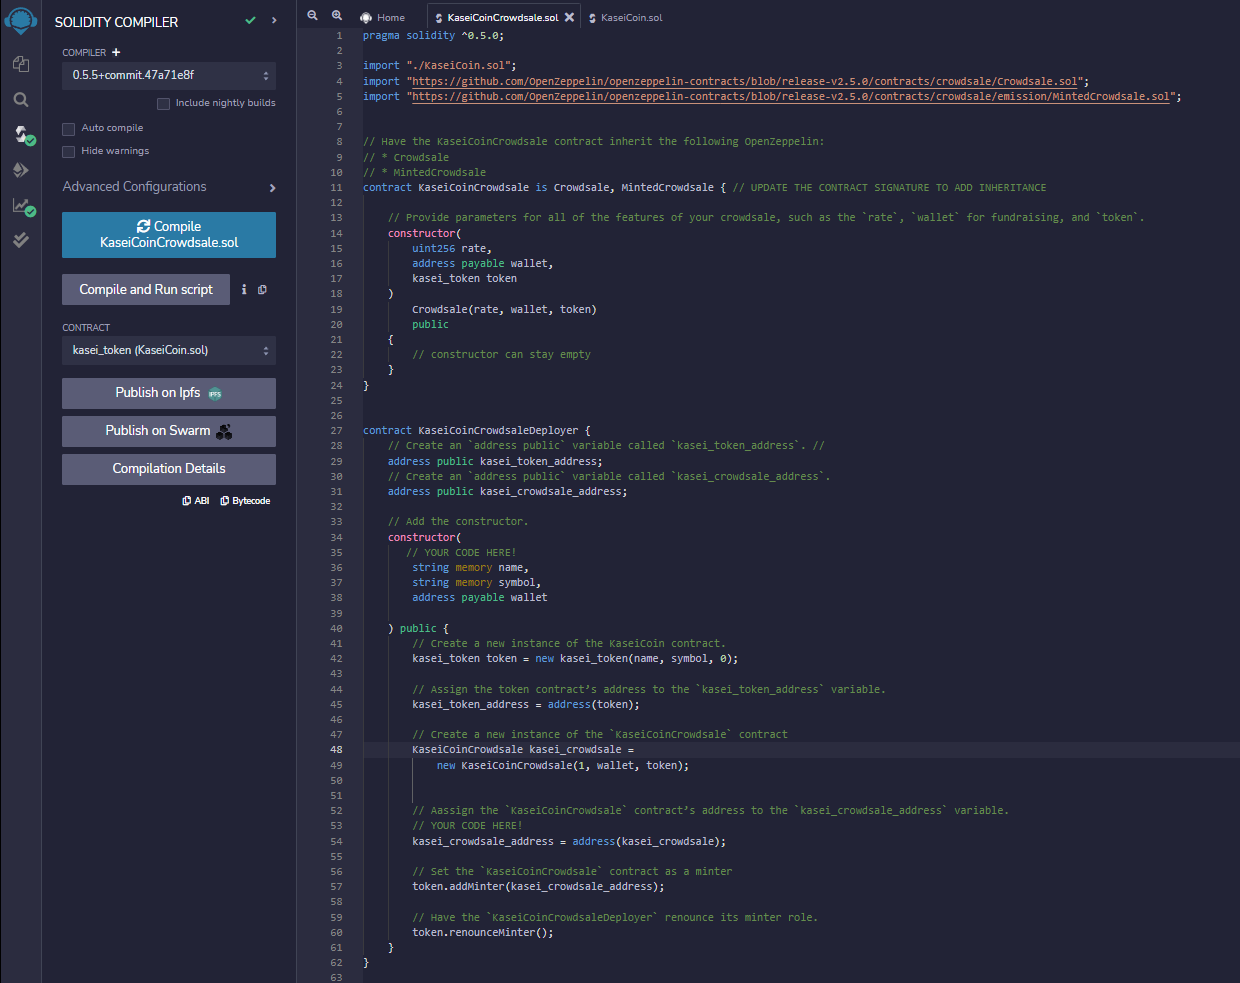 SOLIDITY COMPILER
COMPILER
0.5.5+commit.47a71e8f
Include nightly builds
Auto compile
Hide warnings
Advanced Configurations
Compile
KaseiCoinCrowdsale.sol
Compile and Run script
CONTRACT
kasei_token (KaseiCoin.sol)
Publish on Ipfs
IPFS
Publish on Swarm
Compilation Details
ABI Bytecode
Home KaseiCoinCrowdsale.sol KaseiCoin.sol
1 pragma solidity ^0.5.0;
2
3 import "./KaseiCoin.sol";
4 import "https://github.com/OpenZeppelin/openzeppelin-contracts/blob/release-v2.5.0/contracts/crowdsale/Crowdsale.sol";
5 import "https://github.com/OpenZeppelin/openzeppelin-contracts/blob/release-v2.5.0/contracts/crowdsale/emission/MintedCrowdsale.sol";
6
7
8 // Have the KaseiCoinCrowdsale contract inherit the following OpenZeppelin:
9 // * Crowdsale
10 // * MintedCrowdsale
11 contract KaseiCoinCrowdsale is Crowdsale, MintedCrowdsale { // UPDATE THE CONTRACT SIGNATURE TO ADD INHERITANCE
12
13 // Provide parameters for all of the features of your crowdsale, such as the `rate`, `wallet` for fundraising, and `token`.
14 constructor(
15 uint256 rate,
16 address payable wallet,
17 kasei_token token
18 )
19 Crowdsale(rate, wallet, token)
20 public
21 {
22 // constructor can stay empty
23 }
24 }
25
26
27 contract KaseiCoinCrowdsaleDeployer {
28 // Create an `address public` variable called `kasei_token_address`. //
29 address public kasei_token_address;
30 // Create an `address public` variable called `kasei_crowdsale_address`.
31 address public kasei_crowdsale_address;
32
33 // Add the constructor.
34 constructor(
35 // YOUR CODE HERE!
36 string memory name,
37 string memory symbol,
38 address payable wallet
39
40 ) public {
41 // Create a new instance of the KaseiCoin contract.
42 kasei_token token = new kasei_token(name, symbol, 0);
43
44 // Assign the token contract’s address to the `kasei_token_address` variable.
45 kasei_token_address = address(token);
46
47 // Create a new instance of the `KaseiCoinCrowdsale` contract
48 KaseiCoinCrowdsale kasei_crowdsale =
49 new KaseiCoinCrowdsale(1, wallet, token);
50
51
52 // Aassign the `KaseiCoinCrowdsale` contract’s address to the `kasei_crowdsale_address` variable.
53 // YOUR CODE HERE!
54 kasei_crowdsale_address = address(kasei_crowdsale);
55
56 // Set the `KaseiCoinCrowdsale` contract as a minter
57 token.addMinter(kasei_crowdsale_address);
58
59 // Have the `KaseiCoinCrowdsaleDeployer` renounce its minter role.
60 token.renounceMinter();
61 }
62 }
63